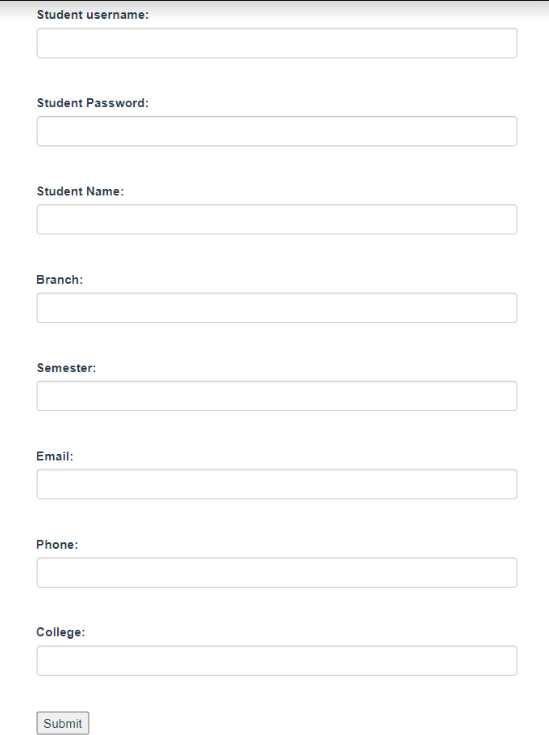 Student username:
Student Password:
Student Name:
Branch:
Semester:
Email:
Phone:
College:
Submit